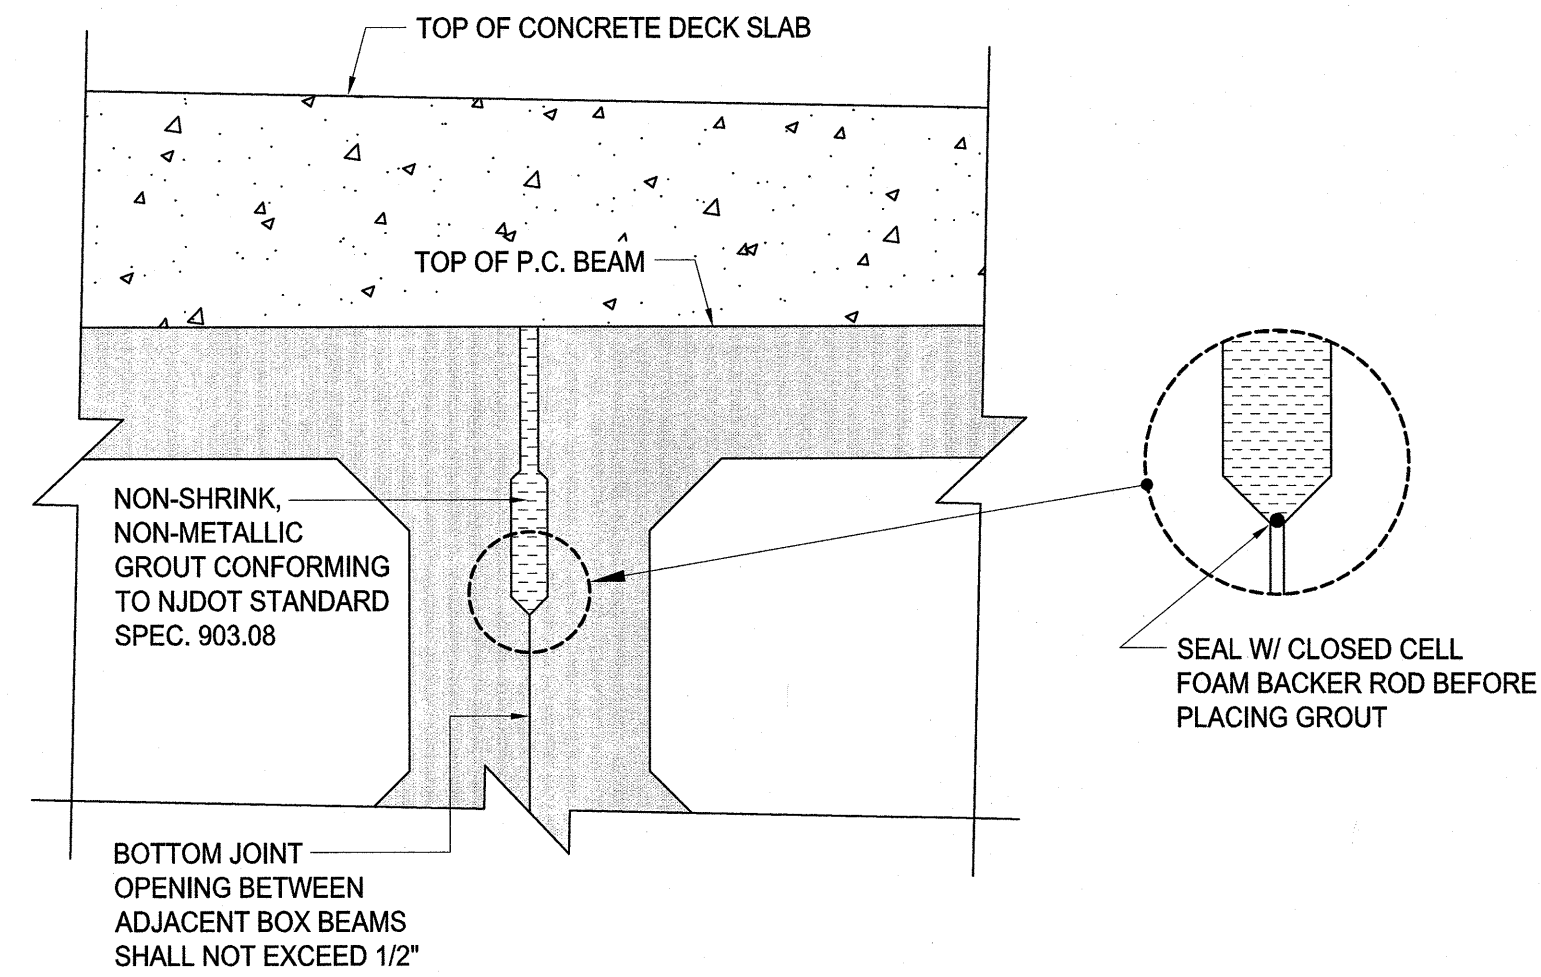 TOP OF CONCRETE DECK SLAB
TOP OF P.C. BEAM
NON-SHRINK,
NON-METALLIC
GROUT CONFORMING
TO NJDOT STANDARD
SPEC. 903.08
SEAL W/ CLOSED CELL
FOAM BACKER ROD BEFORE
PLACING GROUT
BOTTOM JOINT
OPENING BETWEEN
ADJACENT BOX BEAMS
SHALL NOT EXCEED 1/2"